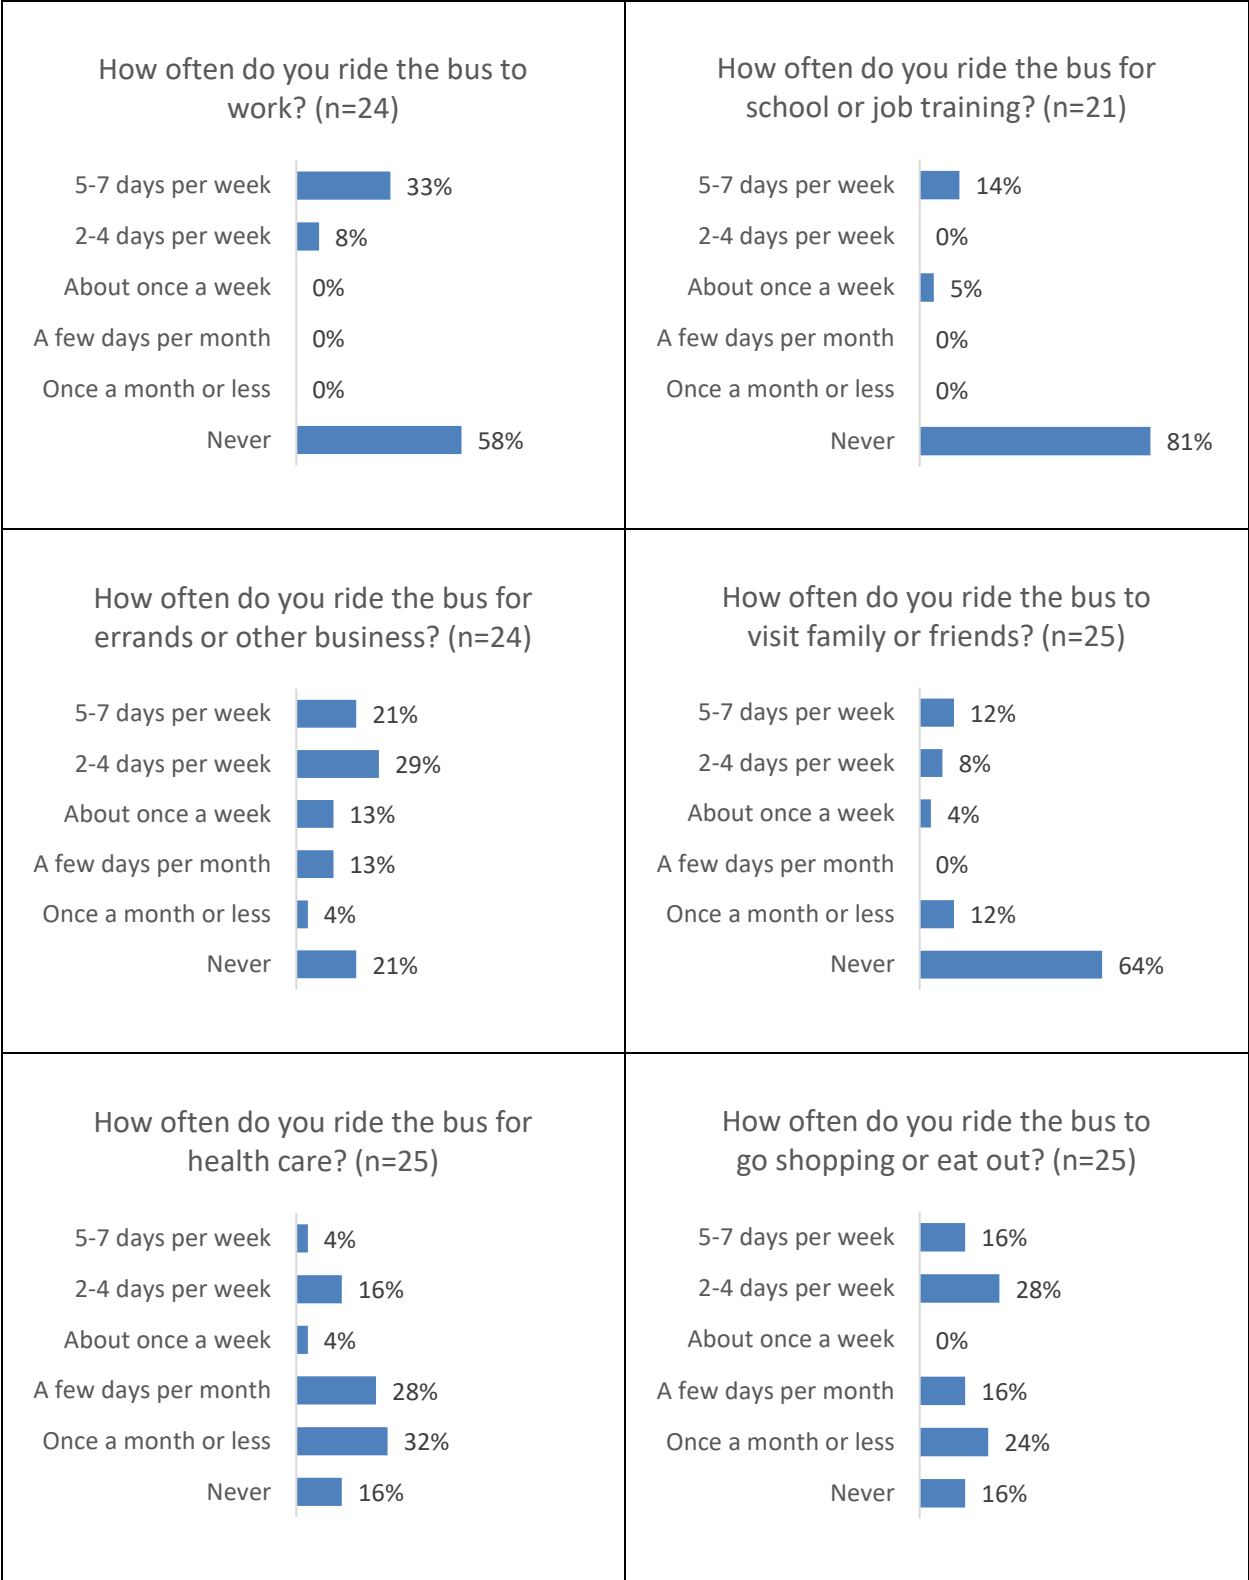 How often do you ride the bus to
work? (n=24)
5-7 days per week 33%
2-4 days per week 8%
About once a week 0%
A few days per month 0%
Once a month or less 0%
Never 58%
How often do you ride the bus for
school or job training? (n=21)
5-7 days per week 14%
2-4 days per week 0%
About once a week 5%
A few days per month 0%
Once a month or less 0%
Never 81%
How often do you ride the bus for
errands or other business? (n=24)
5-7 days per week 21%
2-4 days per week 29%
About once a week 13%
A few days per month 13%
Once a month or less 4%
Never 21%
How often do you ride the bus to
visit family or friends? (n=25)
5-7 days per week 12%
2-4 days per week 8%
About once a week 4%
A few days per month 0%
Once a month or less 12%
Never 64%
How often do you ride the bus for
health care? (n=25)
5-7 days per week 4%
2-4 days per week 16%
About once a week 4%
A few days per month 28%
Once a month or less 32%
Never 16%
How often do you ride the bus to
go shopping or eat out? (n=25)
5-7 days per week 16%
2-4 days per week 28%
About once a week 0%
A few days per month 16%
Once a month or less 24%
Never 16%